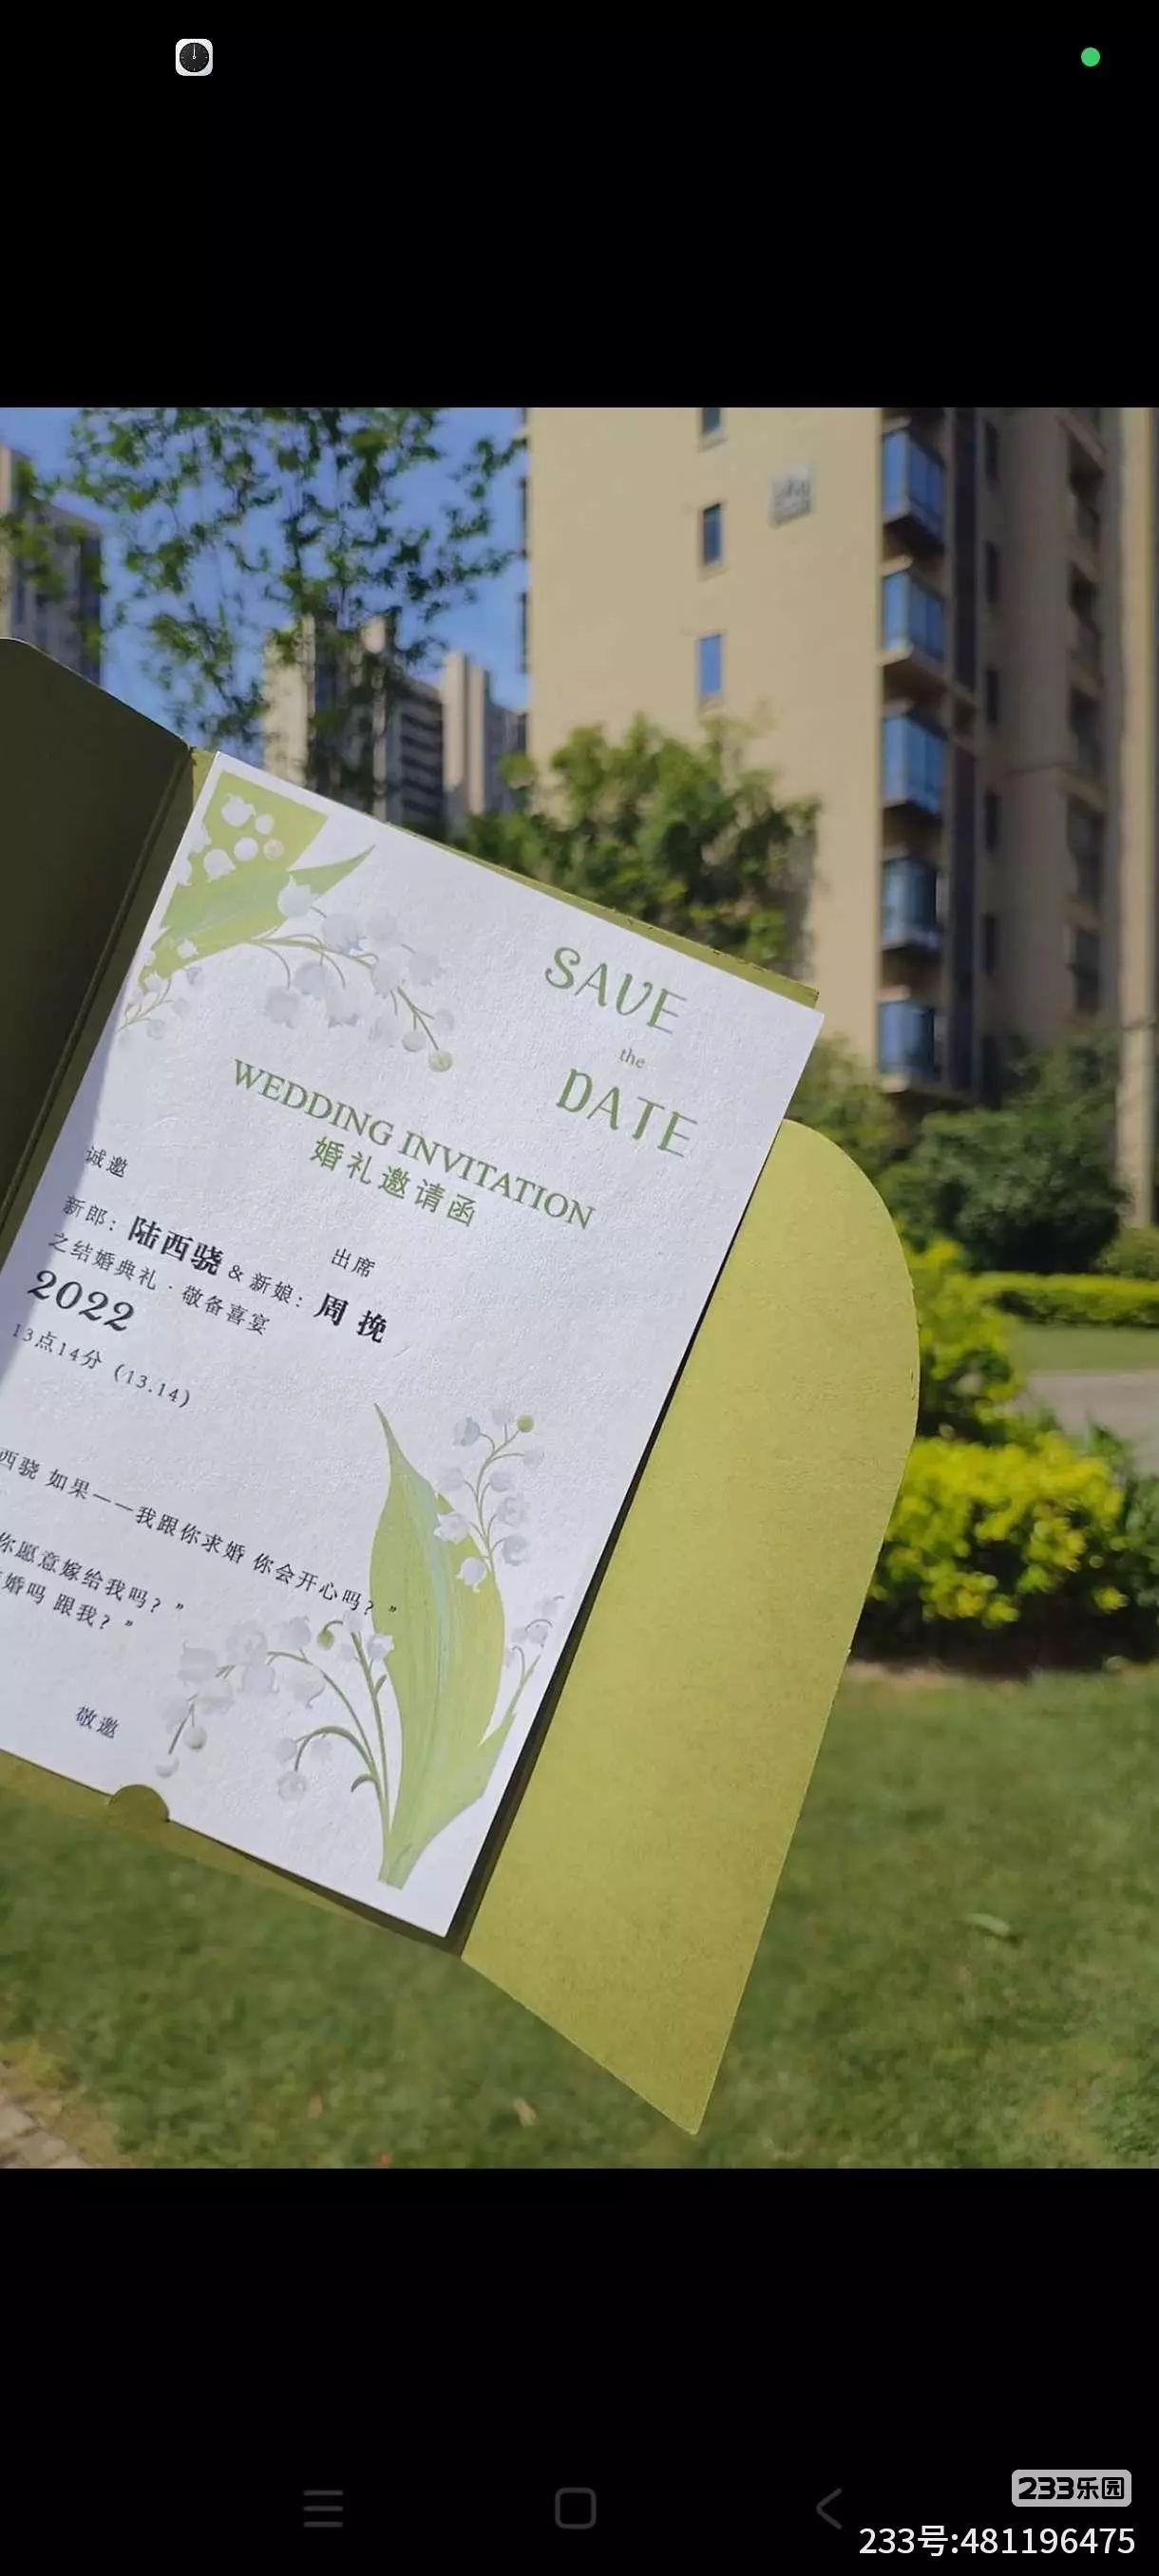 SAVE
the
DATE
WEDDING INVITATION
婚礼邀请函
诚邀
出席
新郎：陆西骁 & 新娘：周 挽
之结婚典礼 · 敬备喜宴
2022
13点14分（13.14）
西骁 如果——我跟你求婚 你会开心吗？”
你愿意嫁给我吗？”
婚吗 跟我？”
敬邀
233乐园
233号:481196475